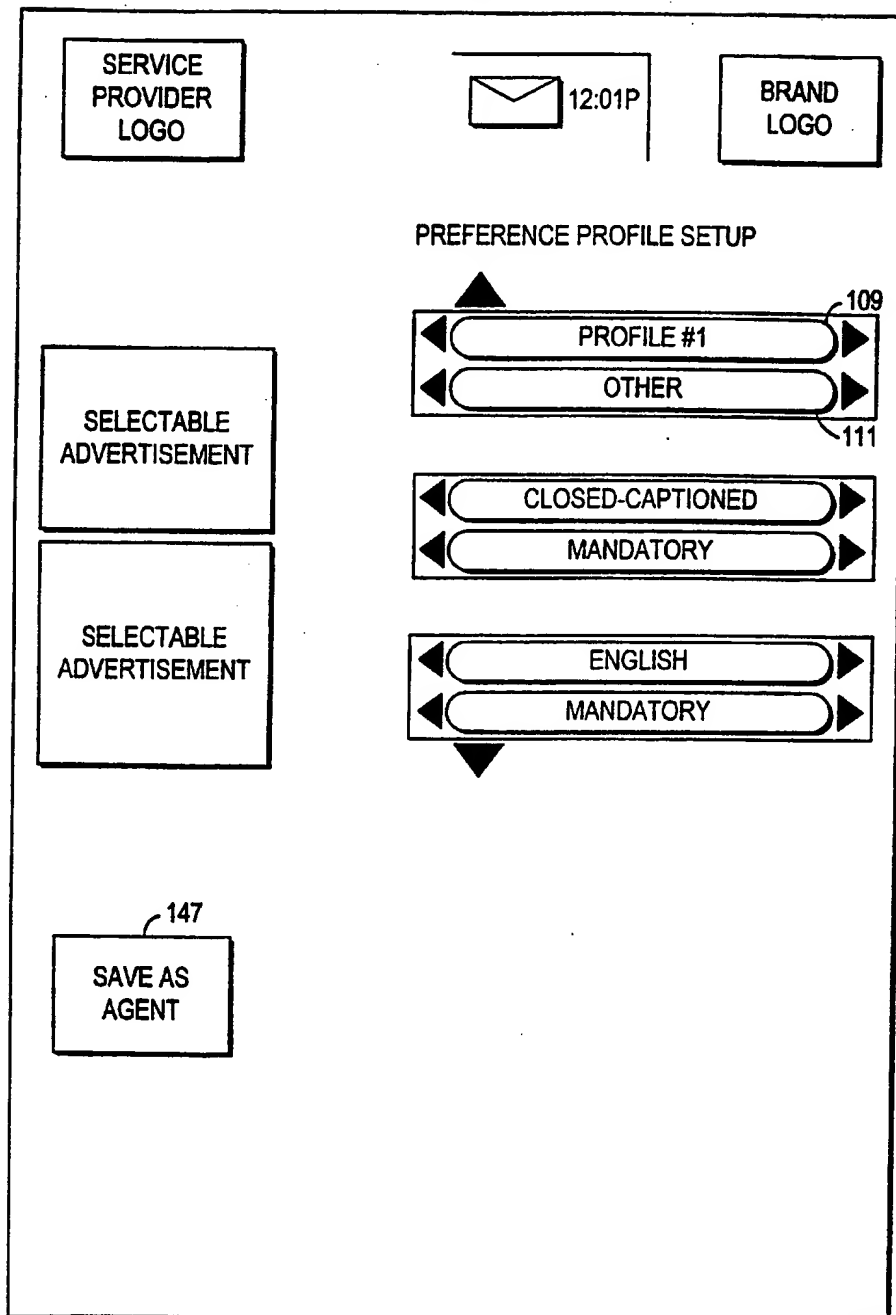 SERVICE
PROVIDER
LOGO
12:01P
BRAND
LOGO
PREFERENCE PROFILE SETUP
109
PROFILE #1
OTHER
111
SELECTABLE
ADVERTISEMENT
CLOSED-CAPTIONED
MANDATORY
SELECTABLE
ADVERTISEMENT
ENGLISH
MANDATORY
147
SAVE AS
AGENT